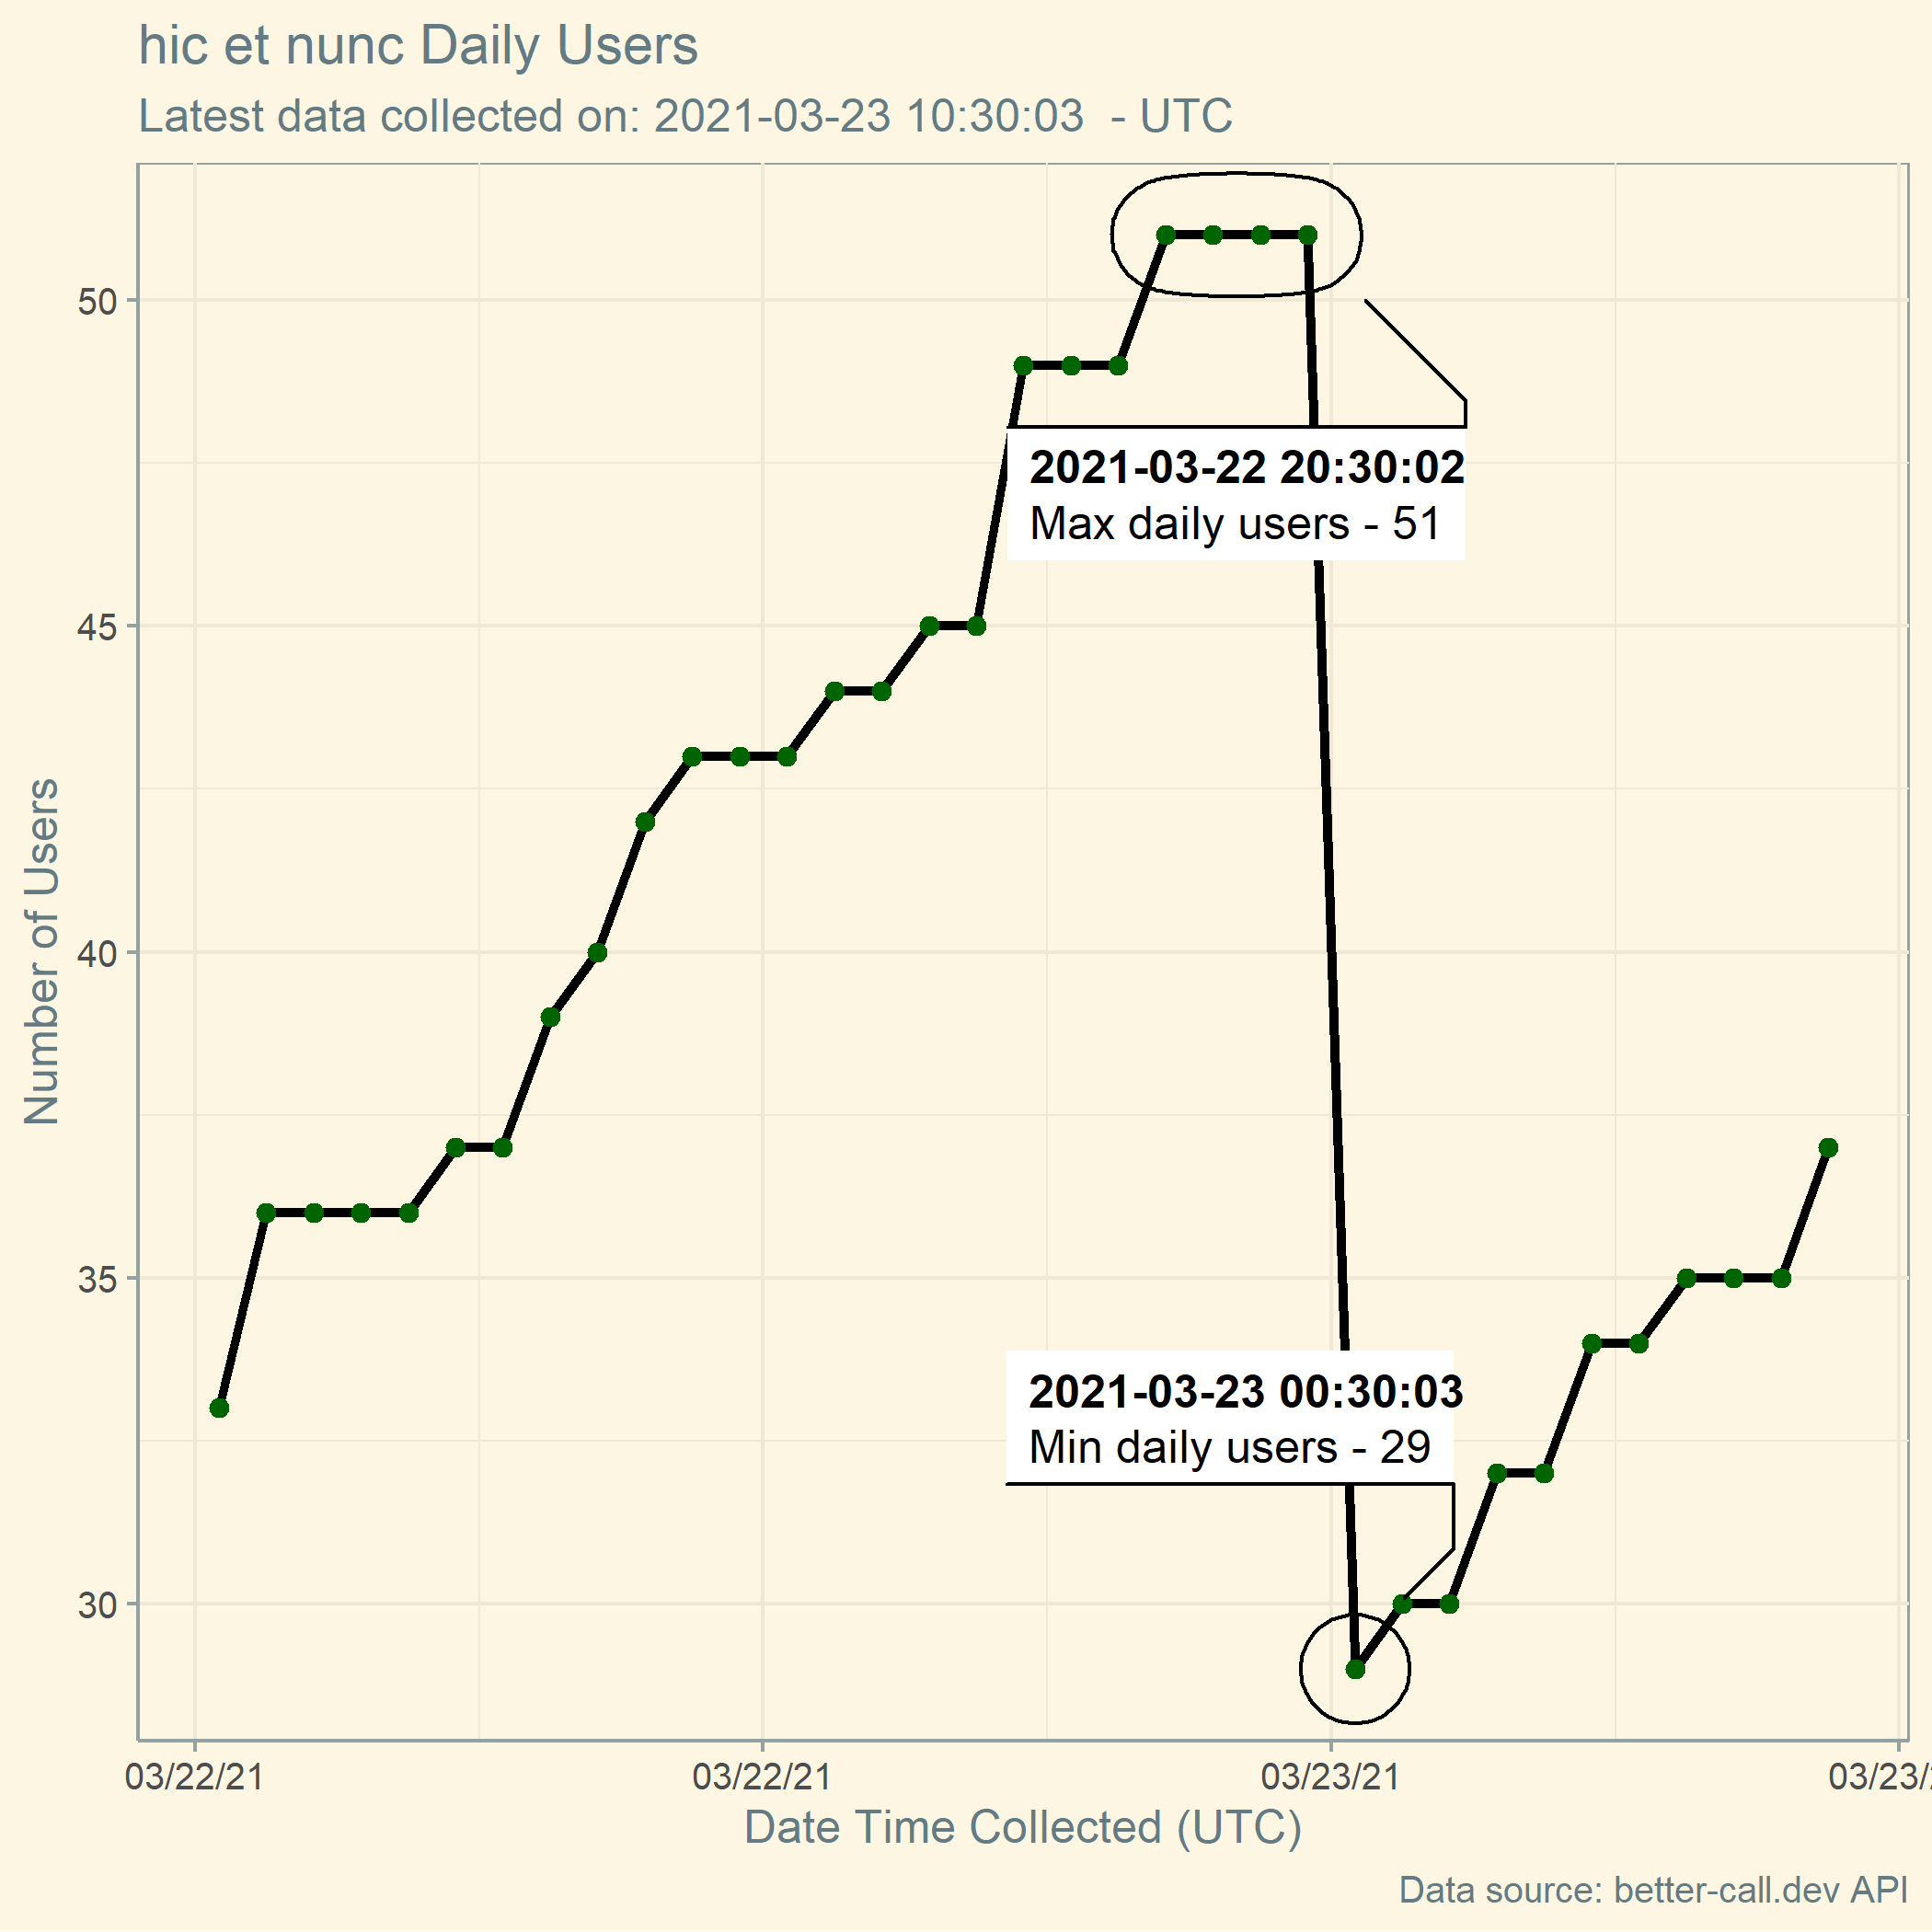 hic et nunc Daily Users
Latest data collected on: 2021-03-23 10:30:03  - UTC
Number of Users
50
45
40
35
30
2021-03-22 20:30:02
Max daily users - 51
2021-03-23 00:30:03
Min daily users - 29
03/22/21 03/22/21 03/23/21 03/23/2
Date Time Collected (UTC)
Data source: better-call.dev API